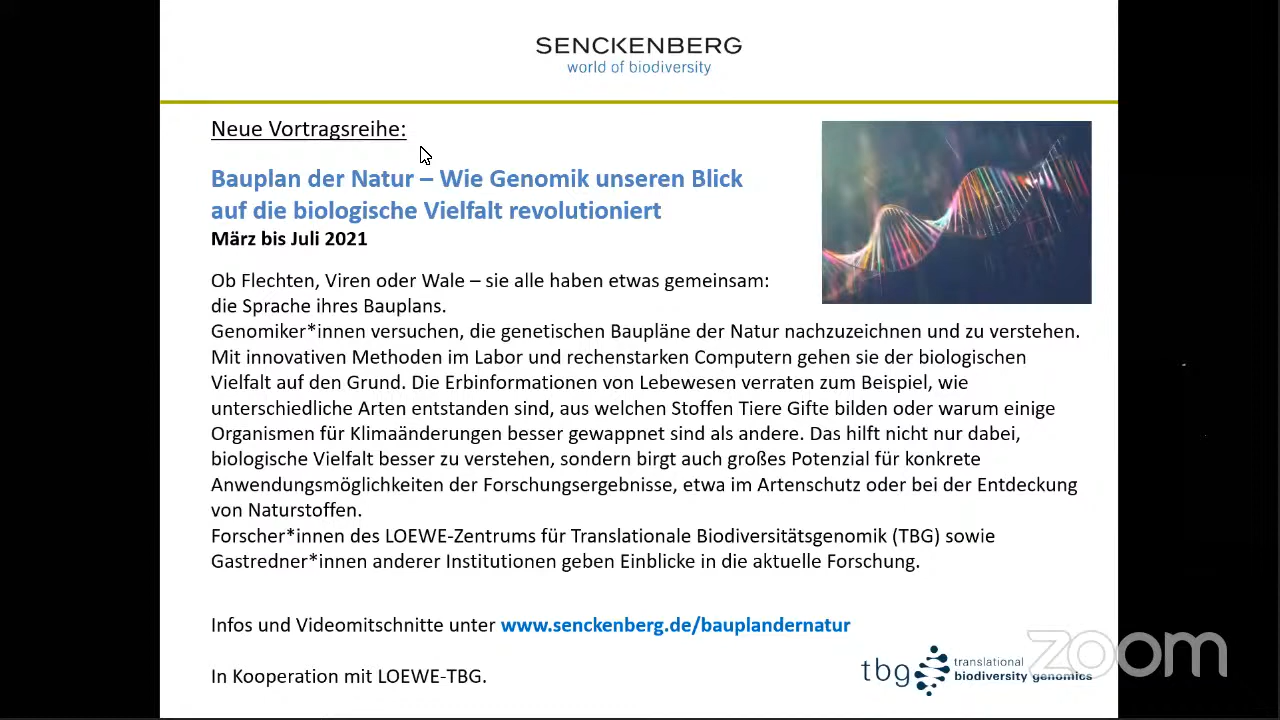 SENCKENBERG
world of biodiversity
Neue Vortragsreihe:
Bauplan der Natur – Wie Genomik unseren Blick
auf die biologische Vielfalt revolutioniert
März bis Juli 2021
Ob Flechten, Viren oder Wale – sie alle haben etwas gemeinsam:
die Sprache ihres Bauplans.
Genomiker*innen versuchen, die genetischen Baupläne der Natur nachzuzeichnen und zu verstehen.
Mit innovativen Methoden im Labor und rechenstarken Computern gehen sie der biologischen
Vielfalt auf den Grund. Die Erbinformationen von Lebewesen verraten zum Beispiel, wie
unterschiedliche Arten entstanden sind, aus welchen Stoffen Tiere Gifte bilden oder warum einige
Organismen für Klimaänderungen besser gewappnet sind als andere. Das hilft nicht nur dabei,
biologische Vielfalt besser zu verstehen, sondern birgt auch großes Potenzial für konkrete
Anwendungsmöglichkeiten der Forschungsergebnisse, etwa im Artenschutz oder bei der Entdeckung
von Naturstoffen.
Forscher*innen des LOEWE-Zentrums für Translationale Biodiversitätsgenomik (TBG) sowie
Gastredner*innen anderer Institutionen geben Einblicke in die aktuelle Forschung.
Infos und Videomitschnitte unter www.senckenberg.de/bauplandernatur
In Kooperation mit LOEWE-TBG.
tbg translational
biodiversity genomics
zoom